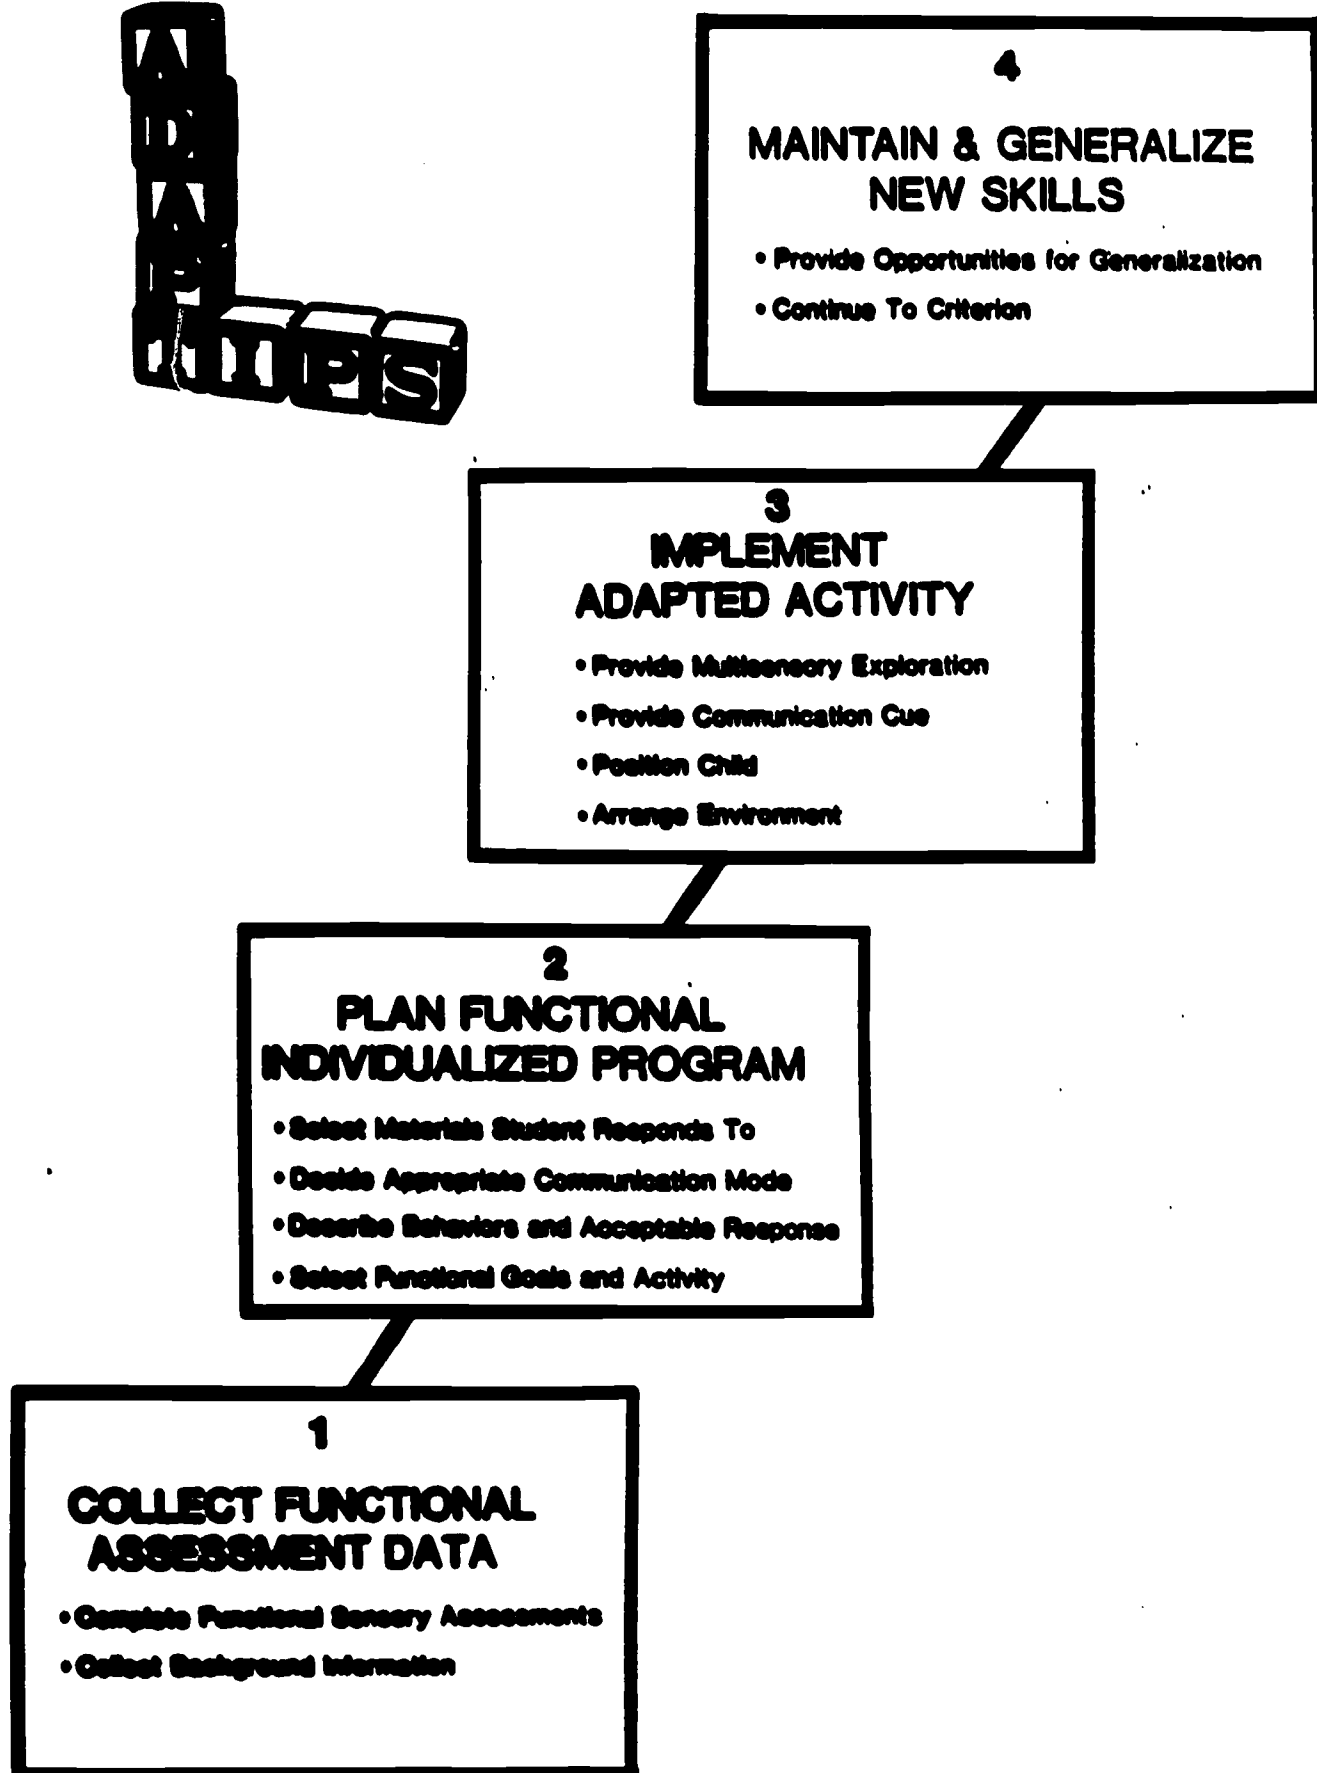 ADAPT
TIPS
4
MAINTAIN & GENERALIZE
NEW SKILLS
• Provide Opportunities for Generalization
• Continue To Criterion
3
IMPLEMENT
ADAPTED ACTIVITY
• Provide Multisensory Exploration
• Provide Communication Cue
• Position Child
• Arrange Environment
2
PLAN FUNCTIONAL
INDIVIDUALIZED PROGRAM
• Select Materials Student Responds To
• Decide Appropriate Communication Mode
• Describe Behaviors and Acceptable Response
• Select Functional Goals and Activity
1
COLLECT FUNCTIONAL
ASSESSMENT DATA
• Complete Functional Sensory Assessments
• Collect Background Information